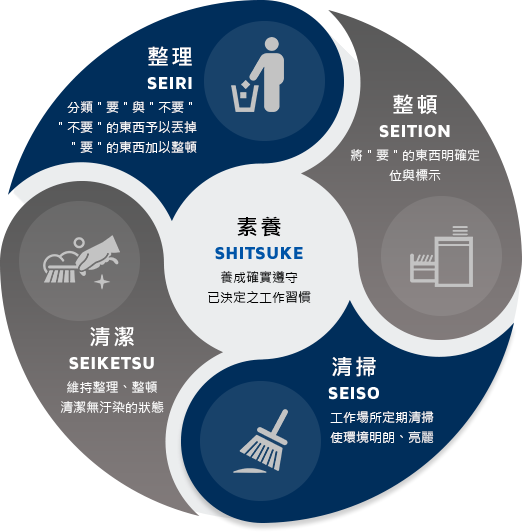 整理
SEIRI
分類＂要＂與＂不要＂
＂不要＂的東西予以丟掉
＂要＂的東西加以整頓
整頓
SEITION
將＂要＂的東西明確定
位與標示
素養
SHITSUKE
養成確實遵守
已決定之工作習慣
清潔
SEIKETSU
維持整理、整頓
清潔無汙染的狀態
清掃
SEISO
工作場所定期清掃
使環境明朗、亮麗